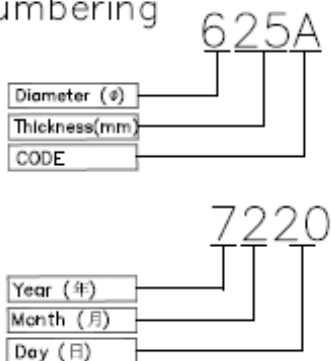 umbering
625A
Diameter (ø)
Thickness(mm)
CODE
7220
Year (年)
Month (月)
Day (日)